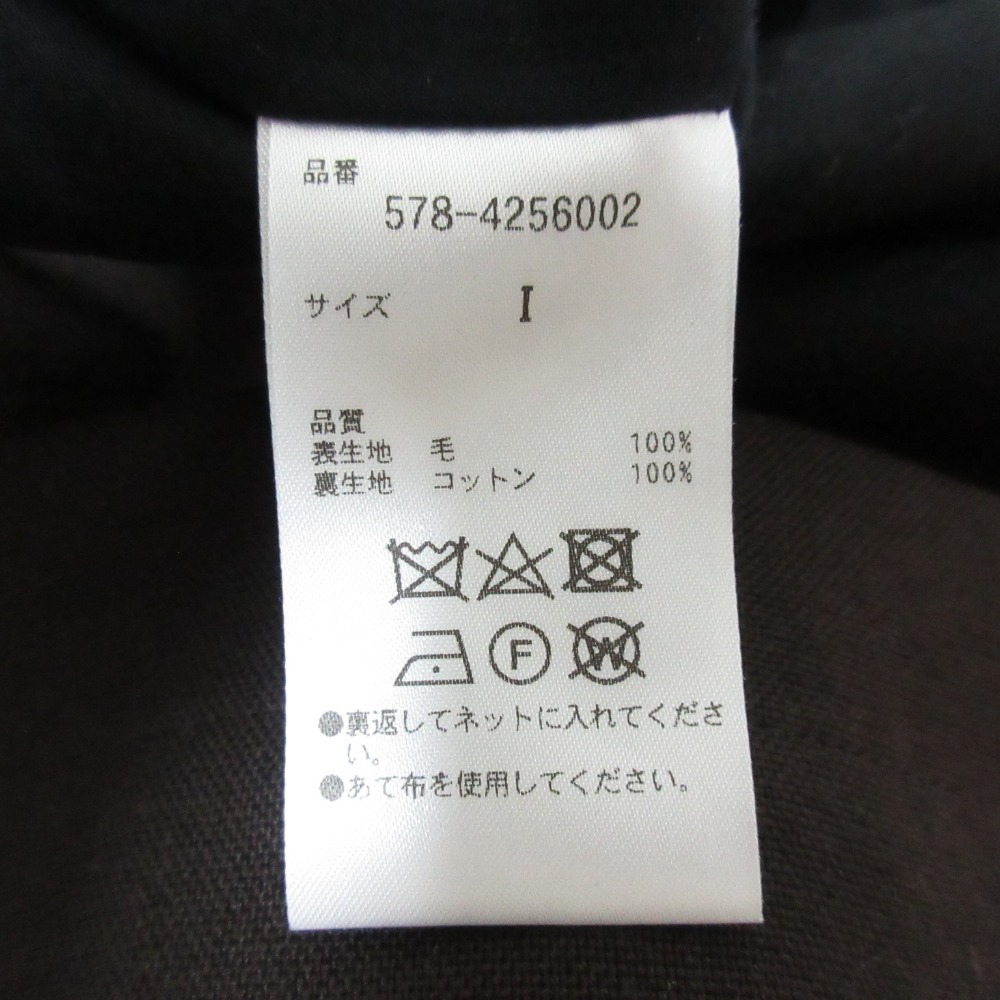 品番
578-4256002
サイズ I
品質
表生地 毛 100%
裏生地 コットン 100%
F W
●裏返してネットに入れてくださ
い。
●あて布を使用してください。